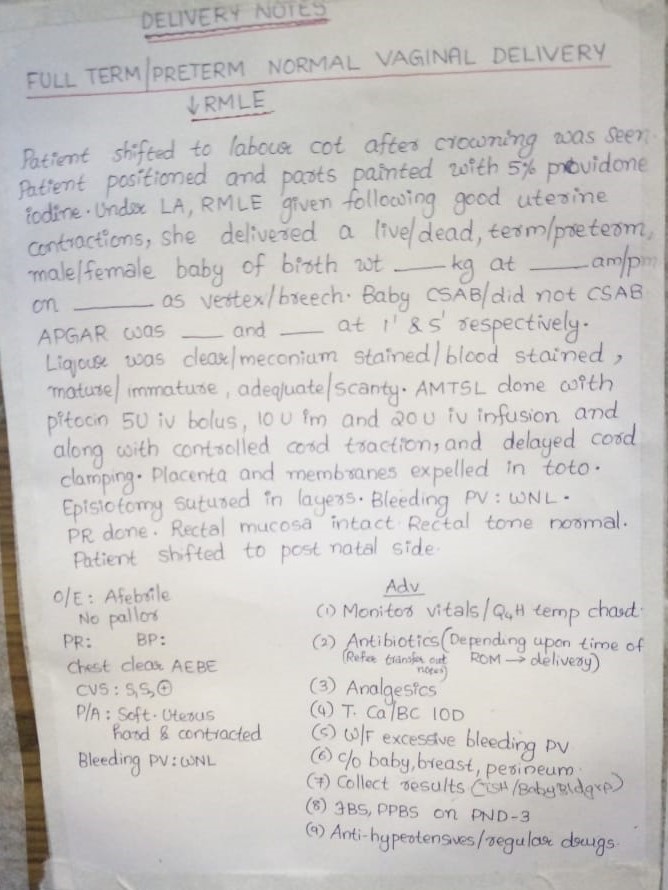 DELIVERY NOTES
FULL TERM/PRETERM NORMAL VAGINAL DELIVERY
↓RMLE
Patient shifted to labour cot after crowning was seen.
Patient positioned and parts painted with 5% providone
iodine. Under LA, RMLE given following good uterine
contractions, she delivered a live/dead, term/preterm,
male/female baby of birth wt ___ kg at ___ am/pm
on ___ as vertex/breech. Baby CSAB/did not CSAB
APGAR was ___ and ___ at 1' & 5' respectively.
Liqouse was clear/meconium stained/blood stained,
mature/immature, adequate/scanty. AMTSL done with
pitocin 5U iv bolus, 10 U im and 20 U iv infusion and
along with controlled cord traction, and delayed cord
clamping. Placenta and membranes expelled in toto.
Episiotomy sutured in layers. Bleeding PV: WNL.
PR done. Rectal mucosa intact. Rectal tone normal.
Patient shifted to post natal side.
O/E: Afebrile
No pallor
PR: BP:
Chest clear AEBE
CVS: S₁S₂⊕
P/A: Soft. Uterus
hard & contracted
Bleeding PV: WNL
Adv
(1) Monitor vitals/Q4H temp chart
(2) Antibiotics (Depending upon time of
(Refer transfer out notes) ROM → delivery)
(3) Analgesics
(4) T. Ca/BC 10D
(5) W/F excessive bleeding PV
(6) c/o baby, breast, perineum.
(7) Collect results (TSH/Baby Bldgrp)
(8) FBS, PPBS on PND-3
(9) Anti-hypertensives/regular drugs.